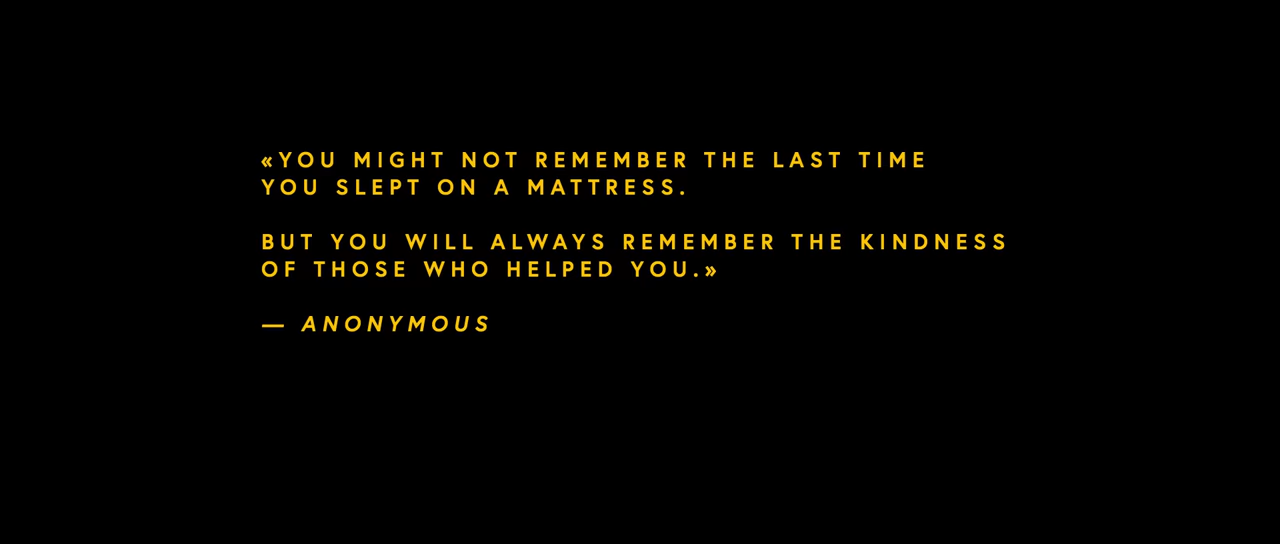 «YOU MIGHT NOT REMEMBER THE LAST TIME
YOU SLEPT ON A MATTRESS.
BUT YOU WILL ALWAYS REMEMBER THE KINDNESS
OF THOSE WHO HELPED YOU.»
— ANONYMOUS